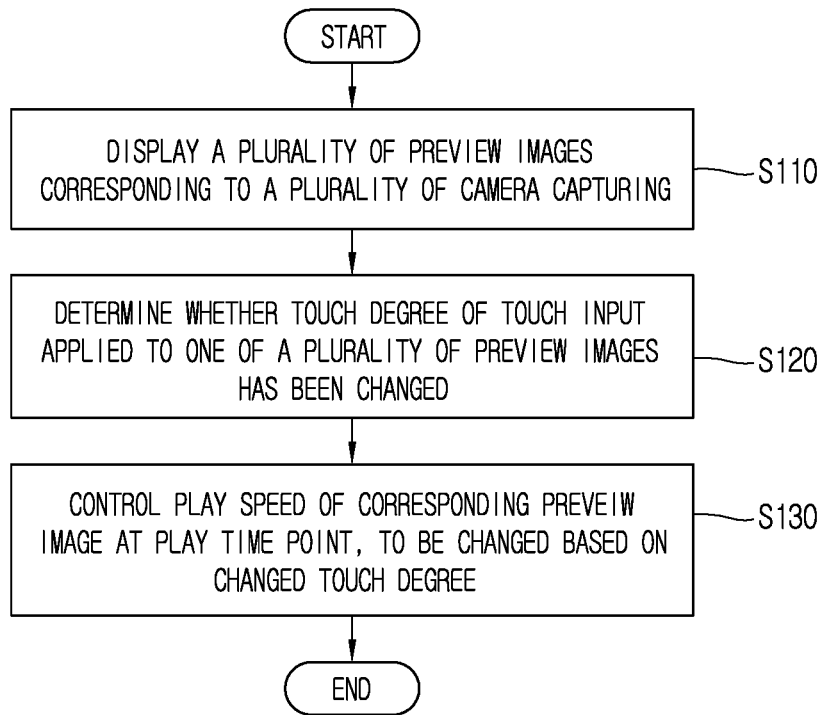 START
DISPLAY A PLURALITY OF PREVIEW IMAGES
CORRESPONDING TO A PLURALITY OF CAMERA CAPTURING
S110
DETERMINE WHETHER TOUCH DEGREE OF TOUCH INPUT
APPLIED TO ONE OF A PLURALITY OF PREVIEW IMAGES
HAS BEEN CHANGED
S120
CONTROL PLAY SPEED OF CORRESPONDING PREVEIW
IMAGE AT PLAY TIME POINT, TO BE CHANGED BASED ON
CHANGED TOUCH DEGREE
S130
END